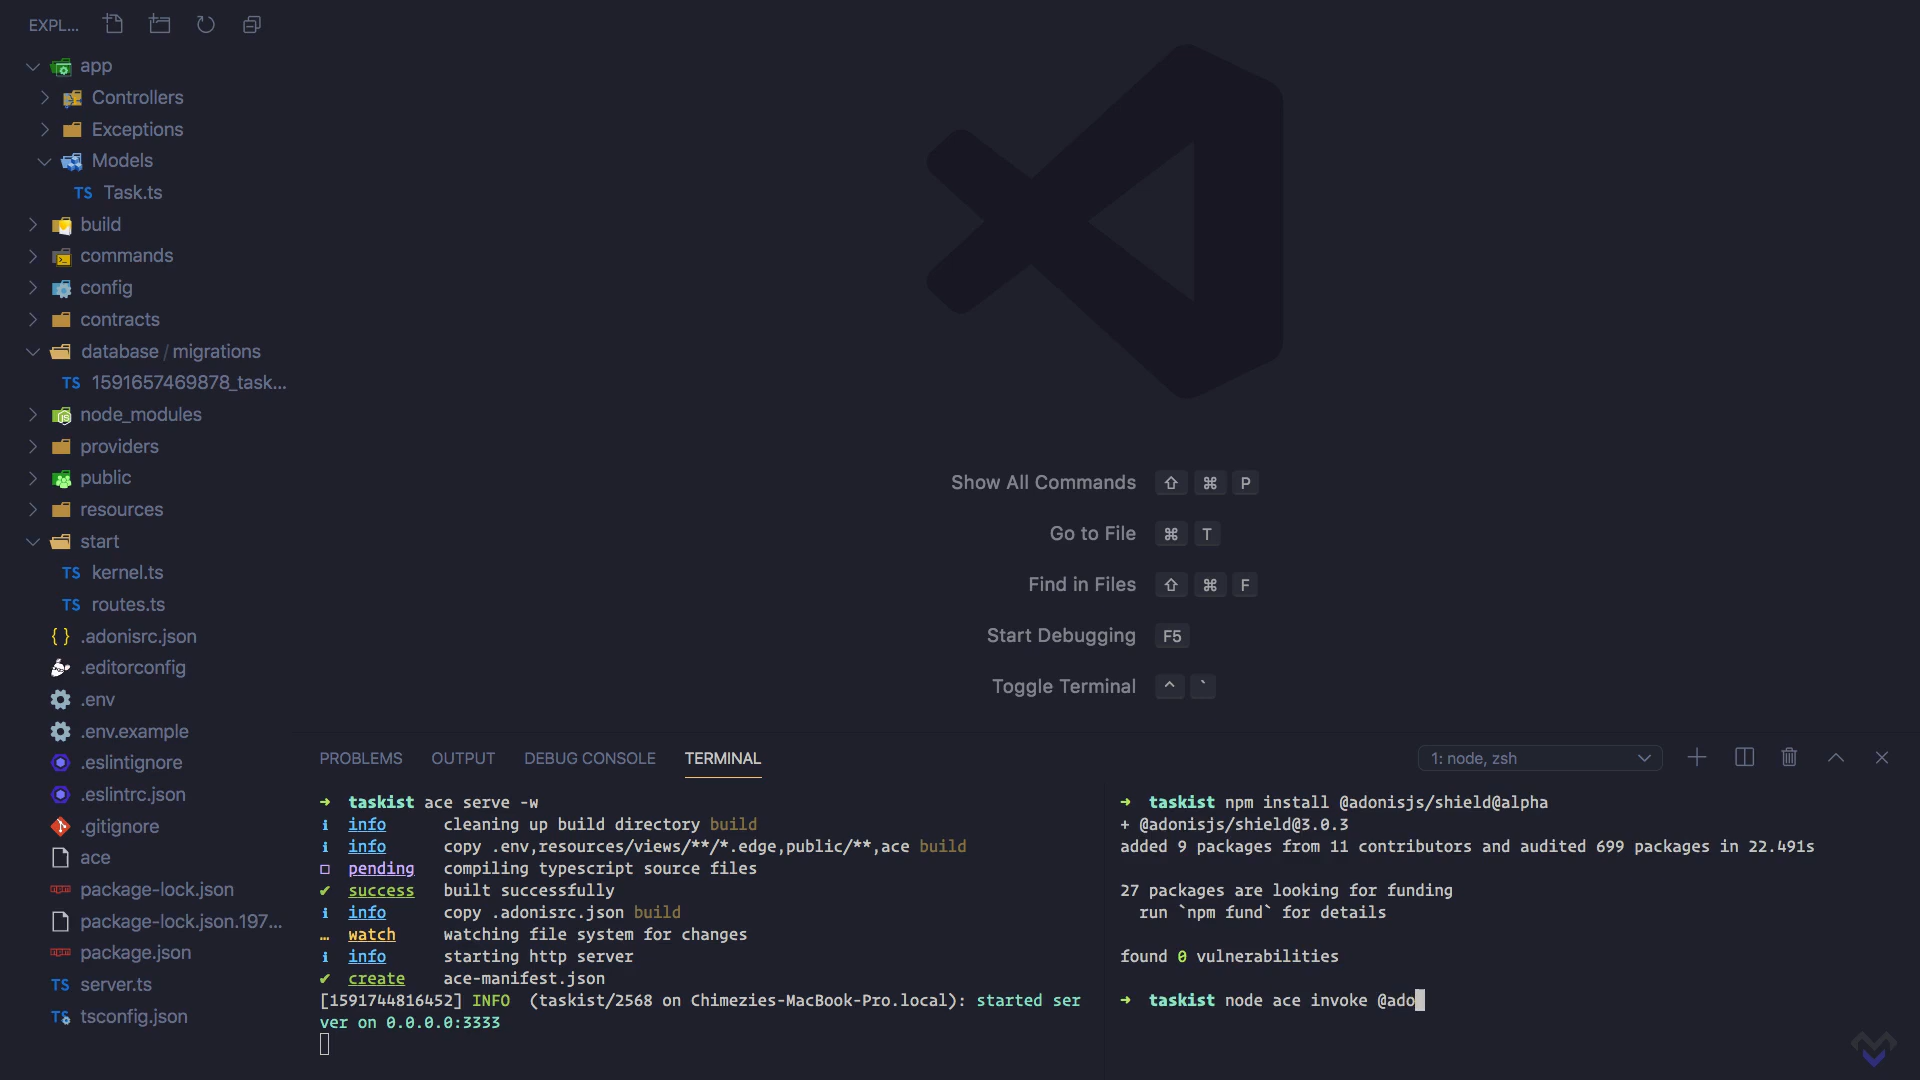 EXPL...
app
Controllers
Exceptions
Models
TS Task.ts
build
commands
config
contracts
database / migrations
TS 1591657469878_task...
node_modules
providers
public
resources
start
TS kernel.ts
TS routes.ts
{ } .adonisrc.json
.editorconfig
.env
.env.example
.eslintignore
.eslintrc.json
.gitignore
ace
package-lock.json
package-lock.json.197...
package.json
TS server.ts
TS tsconfig.json
Show All Commands ⇧ ⌘ P
Go to File ⌘ T
Find in Files ⇧ ⌘ F
Start Debugging F5
Toggle Terminal ^ `
PROBLEMS OUTPUT DEBUG CONSOLE TERMINAL
1: node, zsh
➜ taskist ace serve -w
ℹ info cleaning up build directory build
ℹ info copy .env,resources/views/**/*.edge,public/**,ace build
◻ pending compiling typescript source files
✔ success built successfully
ℹ info copy .adonisrc.json build
… watch watching file system for changes
ℹ info starting http server
✔ create ace-manifest.json
[1591744816452] INFO (taskist/2568 on Chimezies-MacBook-Pro.local): started ser
ver on 0.0.0.0:3333
➜ taskist npm install @adonisjs/shield@alpha
+ @adonisjs/shield@3.0.3
added 9 packages from 11 contributors and audited 699 packages in 22.491s
27 packages are looking for funding
run `npm fund` for details
found 0 vulnerabilities
➜ taskist node ace invoke @ado